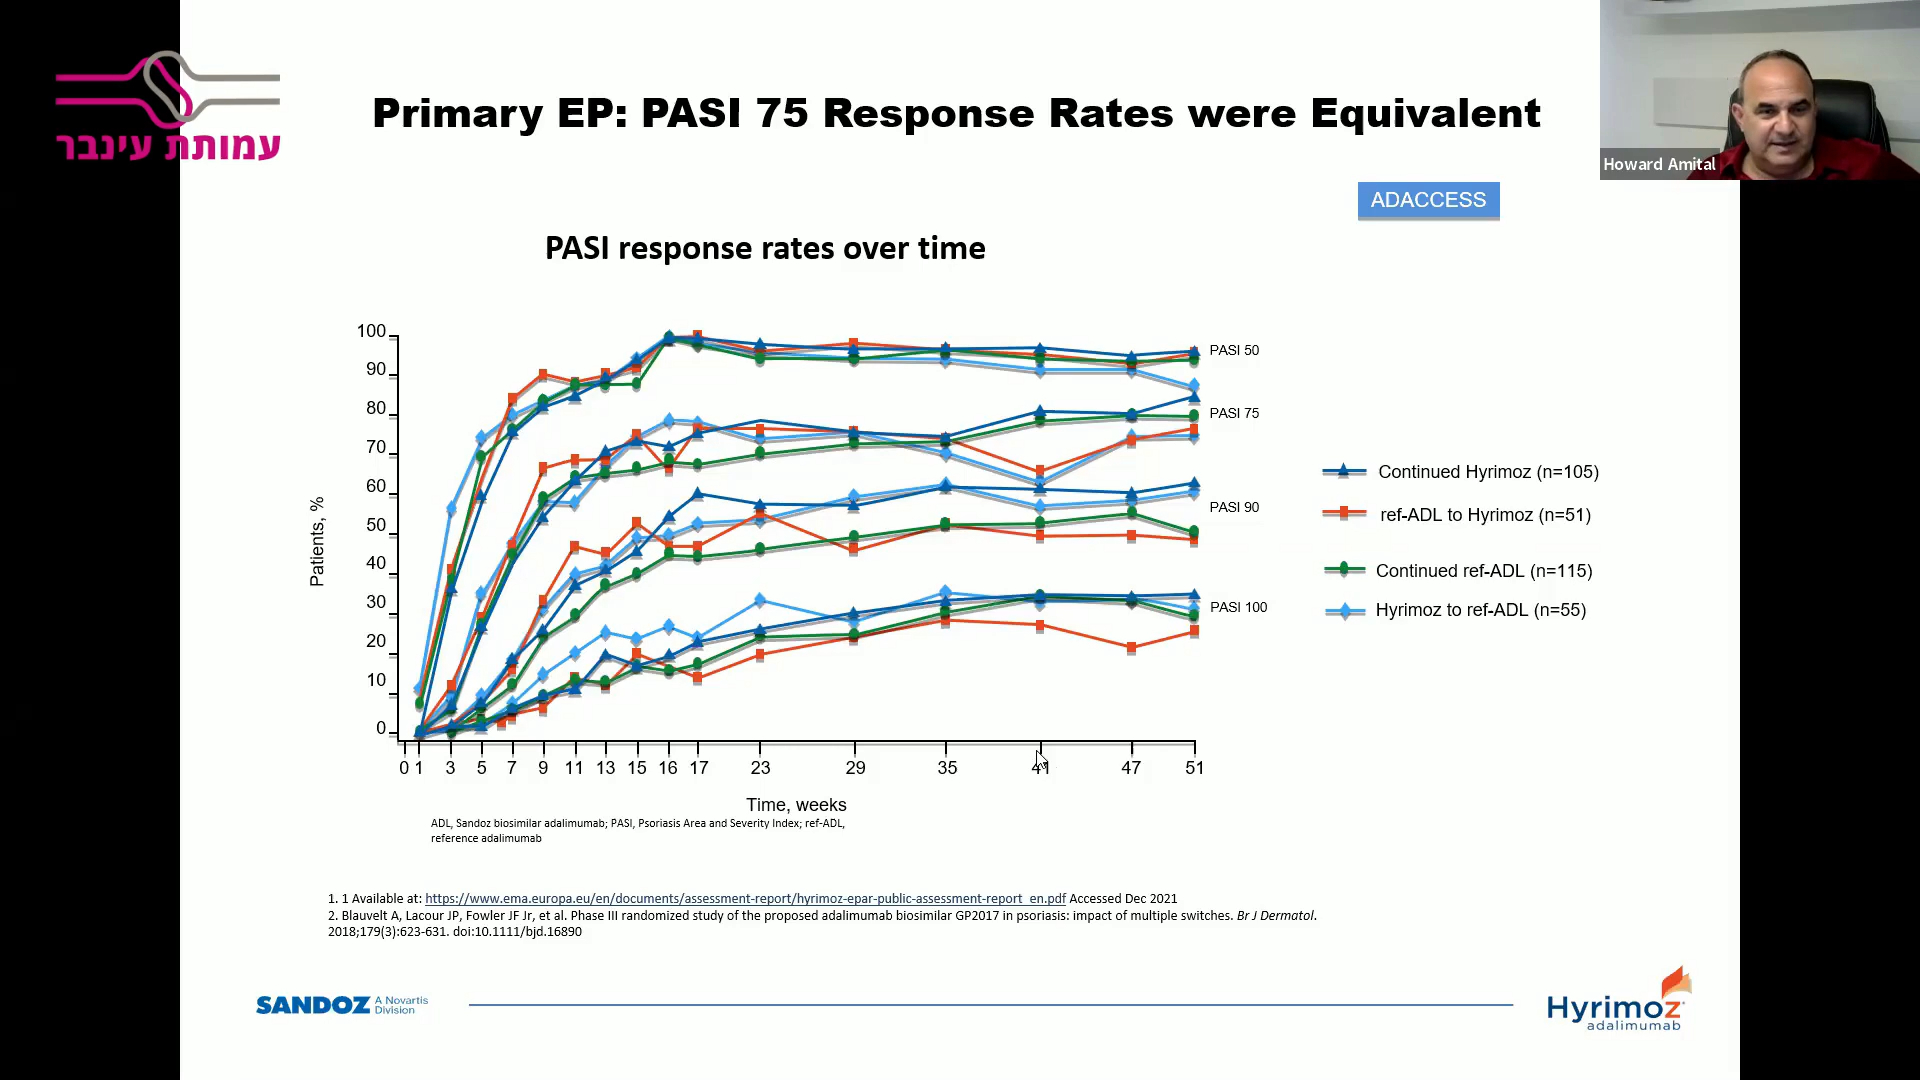 עמותת עינבר
Primary EP: PASI 75 Response Rates were Equivalent
Howard Amital
ADACCESS
PASI response rates over time
Patients, %
100
90
80
70
60
50
40
30
20
10
0
PASI 50
PASI 75
PASI 90
PASI 100
0 1 3 5 7 9 11 13 15 16 17 23 29 35 41 47 51
Time, weeks
Continued Hyrimoz (n=105)
ref-ADL to Hyrimoz (n=51)
Continued ref-ADL (n=115)
Hyrimoz to ref-ADL (n=55)
ADL, Sandoz biosimilar adalimumab; PASI, Psoriasis Area and Severity Index; ref-ADL,
reference adalimumab
1. 1 Available at: https://www.ema.europa.eu/en/documents/assessment-report/hyrimoz-epar-public-assessment-report_en.pdf Accessed Dec 2021
2. Blauvelt A, Lacour JP, Fowler JF Jr, et al. Phase III randomized study of the proposed adalimumab biosimilar GP2017 in psoriasis: impact of multiple switches. Br J Dermatol.
2018;179(3):623-631. doi:10.1111/bjd.16890
SANDOZ A Novartis
Division
Hyrimoz
adalimumab